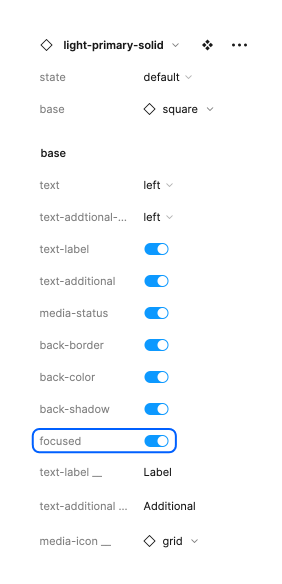 light-primary-solid
state default
base square
base
text left
text-addtional-... left
text-label
text-additional
media-status
back-border
back-color
back-shadow
focused
text-label __ Label
text-additional ... Additional
media-icon __ grid